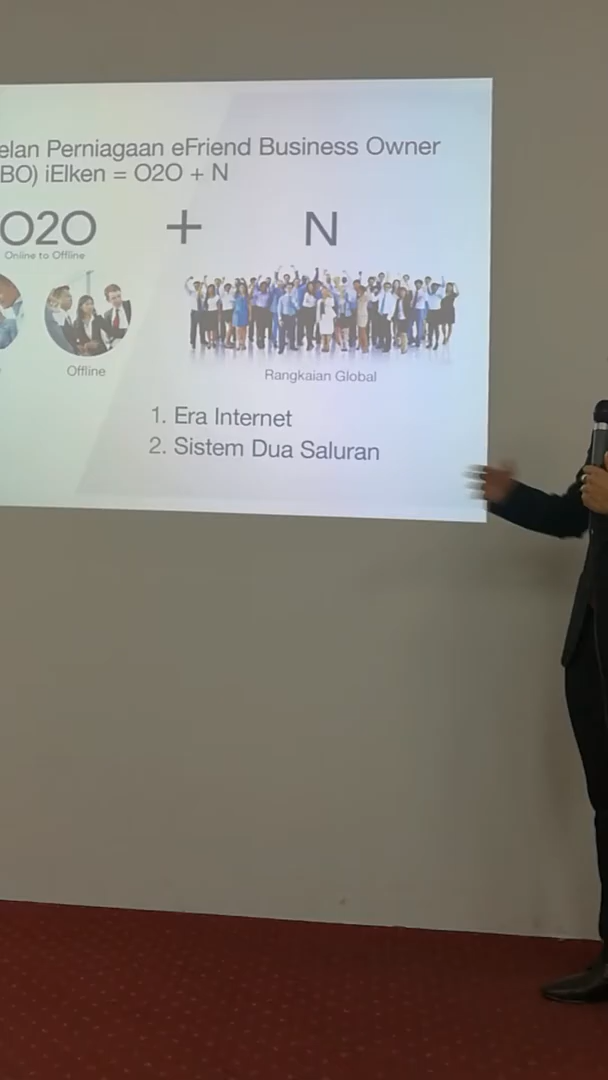 elan Perniagaan eFriend Business Owner
BO) iElken = O2O + N
O2O + N
Online to Offline
Offline
Rangkaian Global
1. Era Internet
2. Sistem Dua Saluran